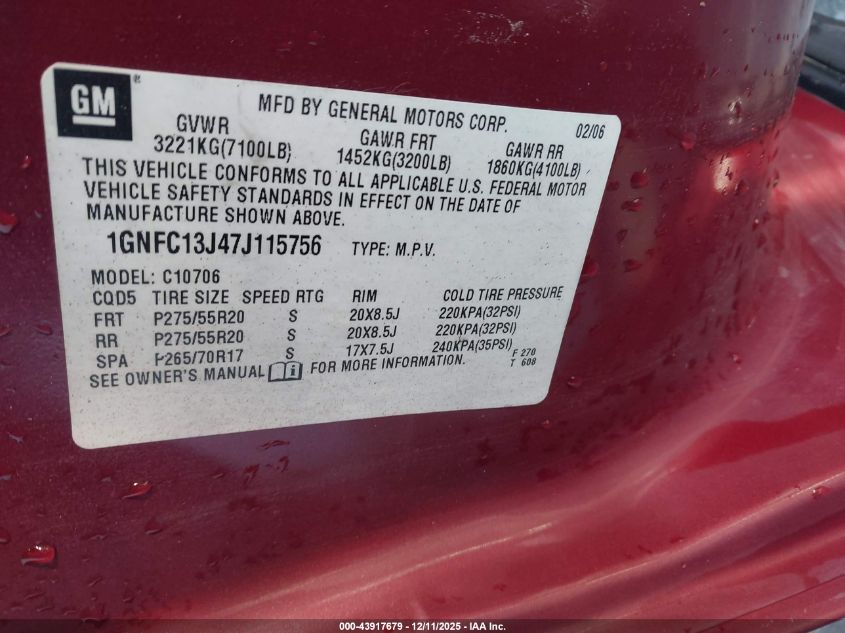 GM ®
MFD BY GENERAL MOTORS CORP. 02/06
GVWR GAWR FRT GAWR RR
3221KG(7100LB) 1452KG(3200LB) 1860KG(4100LB)
THIS VEHICLE CONFORMS TO ALL APPLICABLE U.S. FEDERAL MOTOR
VEHICLE SAFETY STANDARDS IN EFFECT ON THE DATE OF
MANUFACTURE SHOWN ABOVE.
1GNFC13J47J115756 TYPE: M.P.V.
MODEL: C10706
CQD5 TIRE SIZE SPEED RTG RIM COLD TIRE PRESSURE
FRT P275/55R20 S 20X8.5J 220KPA(32PSI)
RR P275/55R20 S 20X8.5J 220KPA(32PSI)
SPA P265/70R17 S 17X7.5J 240KPA(35PSI) F 270
T 608
SEE OWNER'S MANUAL i FOR MORE INFORMATION.
000-43917679 - 12/11/2025 - IAA Inc.